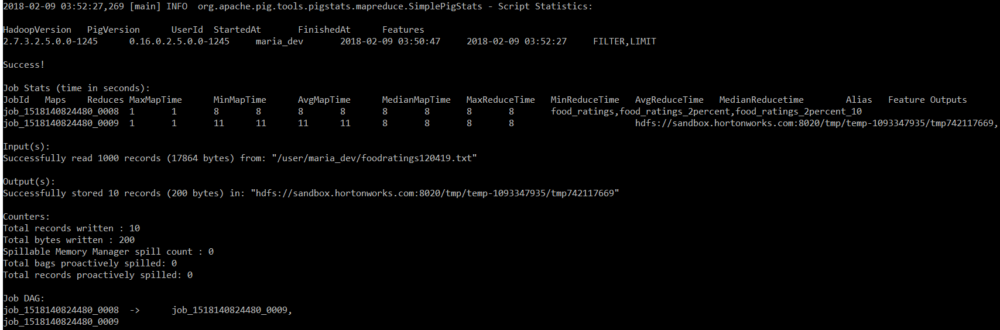 2018-02-09 03:52:27,269 [main] INFO  org.apache.pig.tools.pigstats.mapreduce.SimplePigStats - Script Statistics:
HadoopVersion   PigVersion      UserId  StartedAt       FinishedAt      Features
2.7.3.2.5.0.0-1245      0.16.0.2.5.0.0-1245     maria_dev       2018-02-09 03:50:47     2018-02-09 03:52:27     FILTER,LIMIT
Success!
Job Stats (time in seconds):
JobId   Maps    Reduces MaxMapTime      MinMapTime      AvgMapTime      MedianMapTime   MaxReduceTime   MinReduceTime   AvgReduceTime   MedianReducetime        Alias   Feature Outputs
job_1518140824480_0008  1       1       8       8       8       8       8       8       8       8       food_ratings,food_ratings_2percent,food_ratings_2percent_10
job_1518140824480_0009  1       1       11      11      11      11      8       8       8       8                       hdfs://sandbox.hortonworks.com:8020/tmp/temp-1093347935/tmp742117669,
Input(s):
Successfully read 1000 records (17864 bytes) from: "/user/maria_dev/foodratings120419.txt"
Output(s):
Successfully stored 10 records (200 bytes) in: "hdfs://sandbox.hortonworks.com:8020/tmp/temp-1093347935/tmp742117669"
Counters:
Total records written : 10
Total bytes written : 200
Spillable Memory Manager spill count : 0
Total bags proactively spilled: 0
Total records proactively spilled: 0
Job DAG:
job_1518140824480_0008  ->      job_1518140824480_0009,
job_1518140824480_0009